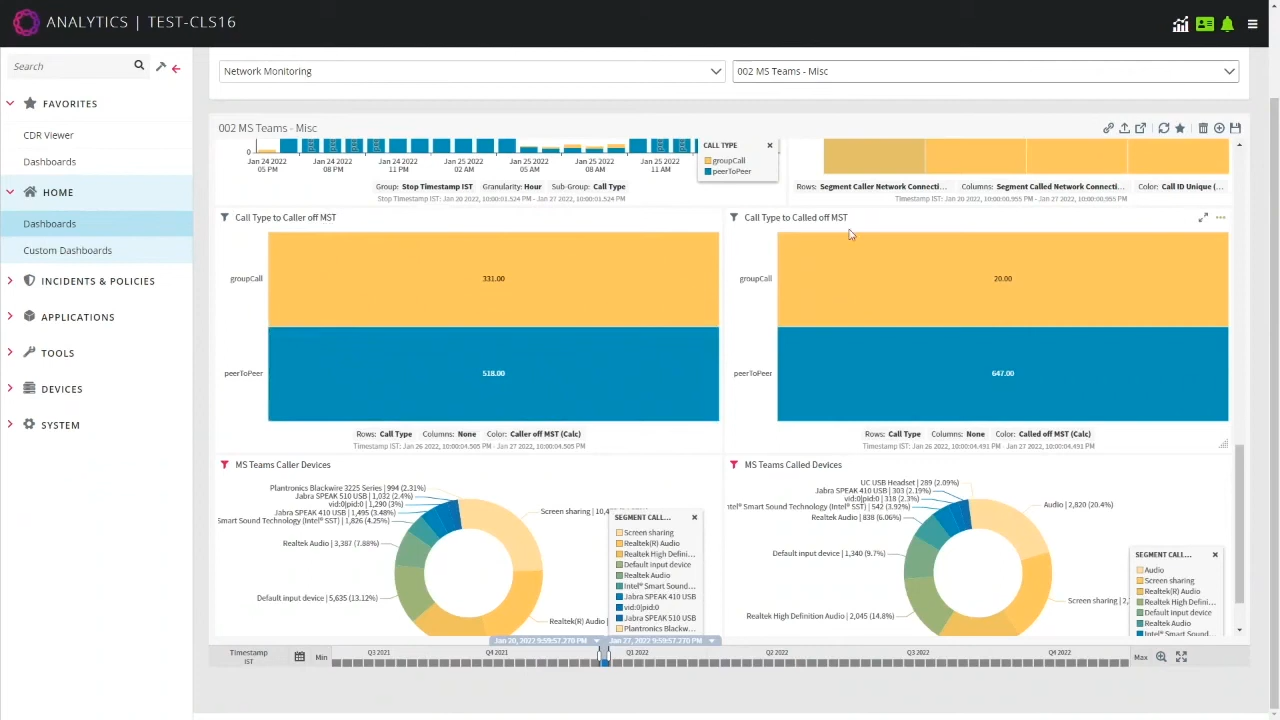 ANALYTICS | TEST-CLS16
Search
FAVORITES
CDR Viewer
Dashboards
HOME
Dashboards
Custom Dashboards
INCIDENTS & POLICIES
APPLICATIONS
TOOLS
DEVICES
SYSTEM
Network Monitoring
002 MS Teams - Misc
002 MS Teams - Misc
0
Jan 24 2022 05 PM
Jan 24 2022 08 PM
Jan 24 2022 11 PM
Jan 25 2022 02 AM
Jan 25 2022 05 AM
Jan 25 2022 08 AM
Jan 25 2022 11 AM
CALL TYPE
groupCall
peerToPeer
Group: Stop Timestamp IST Granularity: Hour Sub-Group: Call Type
Stop Timestamp IST: Jan 20 2022, 10:00:01.524 PM - Jan 27 2022, 10:00:01.524 PM
Rows: Segment Caller Network Connecti... Columns: Segment Called Network Connecti... Color: Call ID Unique (...
Timestamp IST: Jan 20 2022, 10:00:00.955 PM - Jan 27 2022, 10:00:00.955 PM
Call Type to Caller off MST
groupCall
331.00
peerToPeer
518.00
Rows: Call Type Columns: None Color: Caller off MST (Calc)
Timestamp IST: Jan 26 2022, 10:00:04.505 PM - Jan 27 2022, 10:00:04.505 PM
Call Type to Called off MST
groupCall
20.00
peerToPeer
647.00
Rows: Call Type Columns: None Color: Called off MST (Calc)
Timestamp IST: Jan 26 2022, 10:00:04.491 PM - Jan 27 2022, 10:00:04.491 PM
MS Teams Caller Devices
Plantronics Blackwire 3225 Series | 994 (2.31%)
Jabra SPEAK 510 USB | 1,032 (2.4%)
vid:0|pid:0 | 1,290 (3%)
Jabra SPEAK 410 USB | 1,495 (3.48%)
Smart Sound Technology (Intel® SST) | 1,826 (4.25%)
Realtek Audio | 3,387 (7.88%)
Default input device | 5,635 (13.12%)
Screen sharing | 10,4
Realtek(R) Audio |
SEGMENT CALL...
Screen sharing
Realtek(R) Audio
Realtek High Defini...
Default input device
Realtek Audio
Intel® Smart Sound...
Jabra SPEAK 410 USB
vid:0|pid:0
Jabra SPEAK 510 USB
Plantronics Blackw...
MS Teams Called Devices
UC USB Headset | 289 (2.09%)
Jabra SPEAK 410 USB | 303 (2.19%)
vid:0|pid:0 | 318 (2.3%)
ntel® Smart Sound Technology (Intel® SST) | 542 (3.92%)
Realtek Audio | 838 (6.06%)
Default input device | 1,340 (9.7%)
Realtek High Definition Audio | 2,045 (14.8%)
Audio | 2,820 (20.4%)
Screen sharing | 2,
SEGMENT CALL...
Audio
Screen sharing
Realtek(R) Audio
Realtek High Defini...
Default input device
Realtek Audio
Intel® Smart Sound...
Jan 20, 2022 9:59:57.270 PM
Jan 27, 2022 9:59:57.270 PM
Timestamp
IST
Min
Q3 2021
Q4 2021
Q1 2022
Q2 2022
Q3 2022
Q4 2022
Max